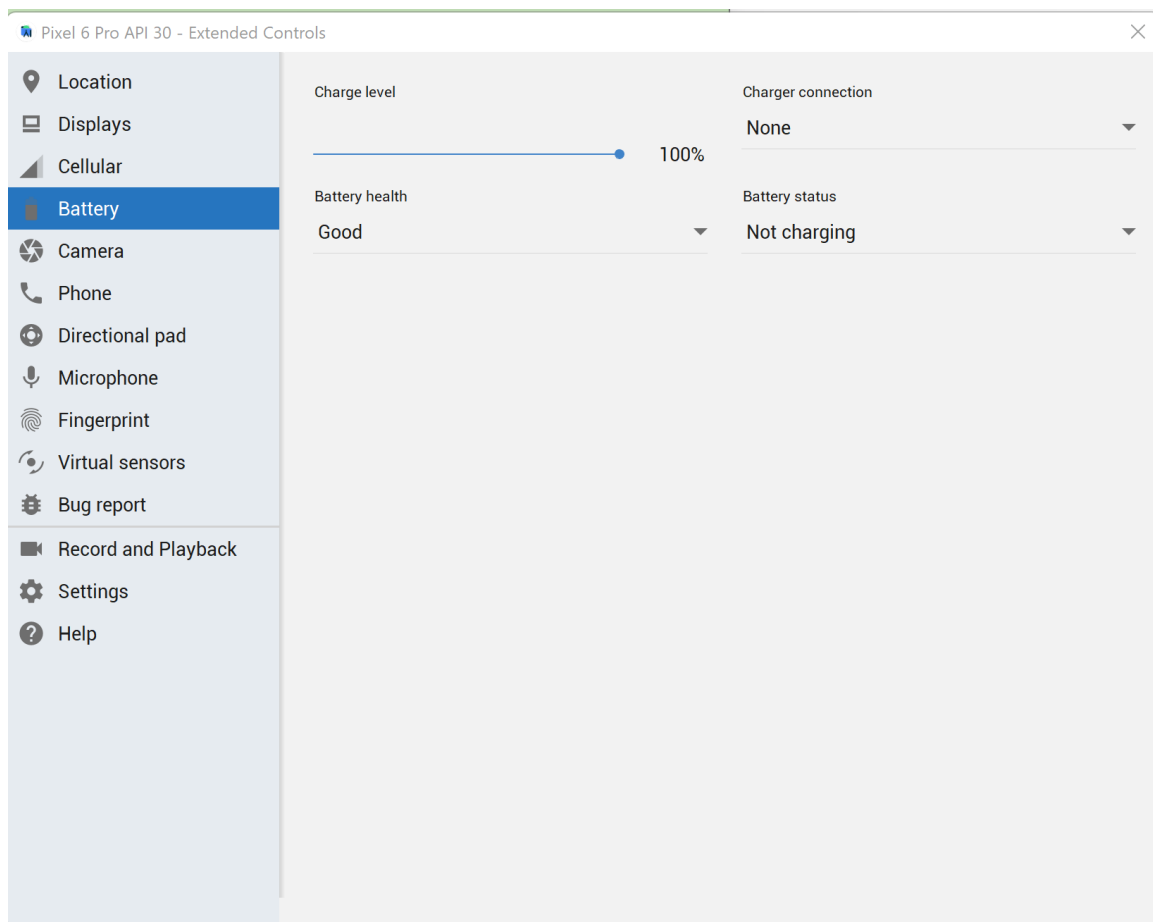 Pixel 6 Pro API 30 - Extended Controls
Location
Displays
Cellular
Battery
Camera
Phone
Directional pad
Microphone
Fingerprint
Virtual sensors
Bug report
Record and Playback
Settings
Help
Charge level
100%
Charger connection
None
Battery health
Good
Battery status
Not charging